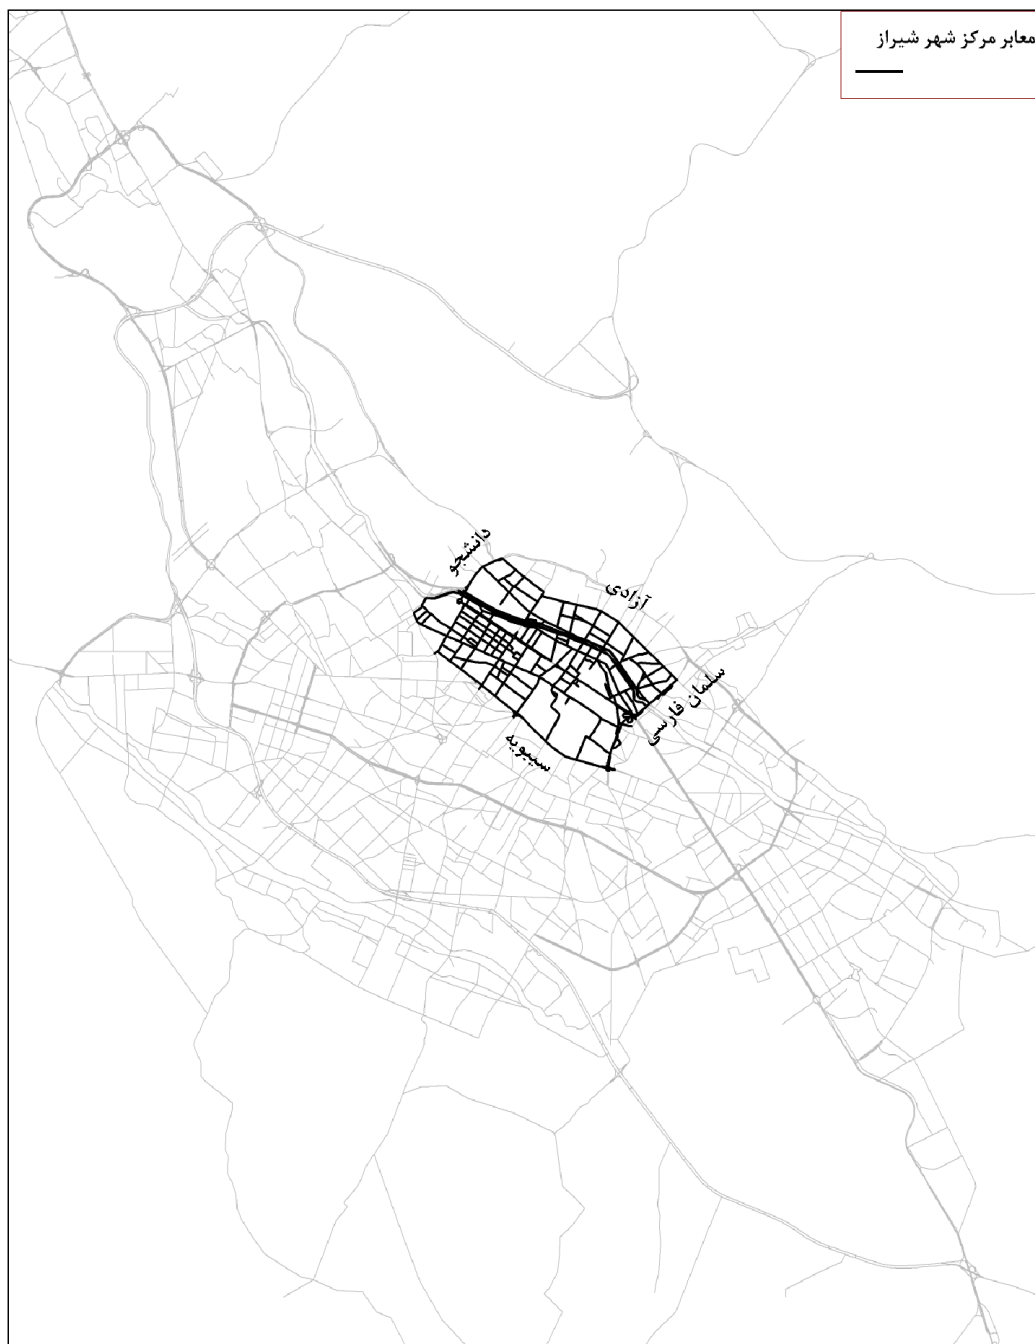 معابر مرکز شهر شیراز
دانشجو
آزادی
سلمان فارسی
سیبویه